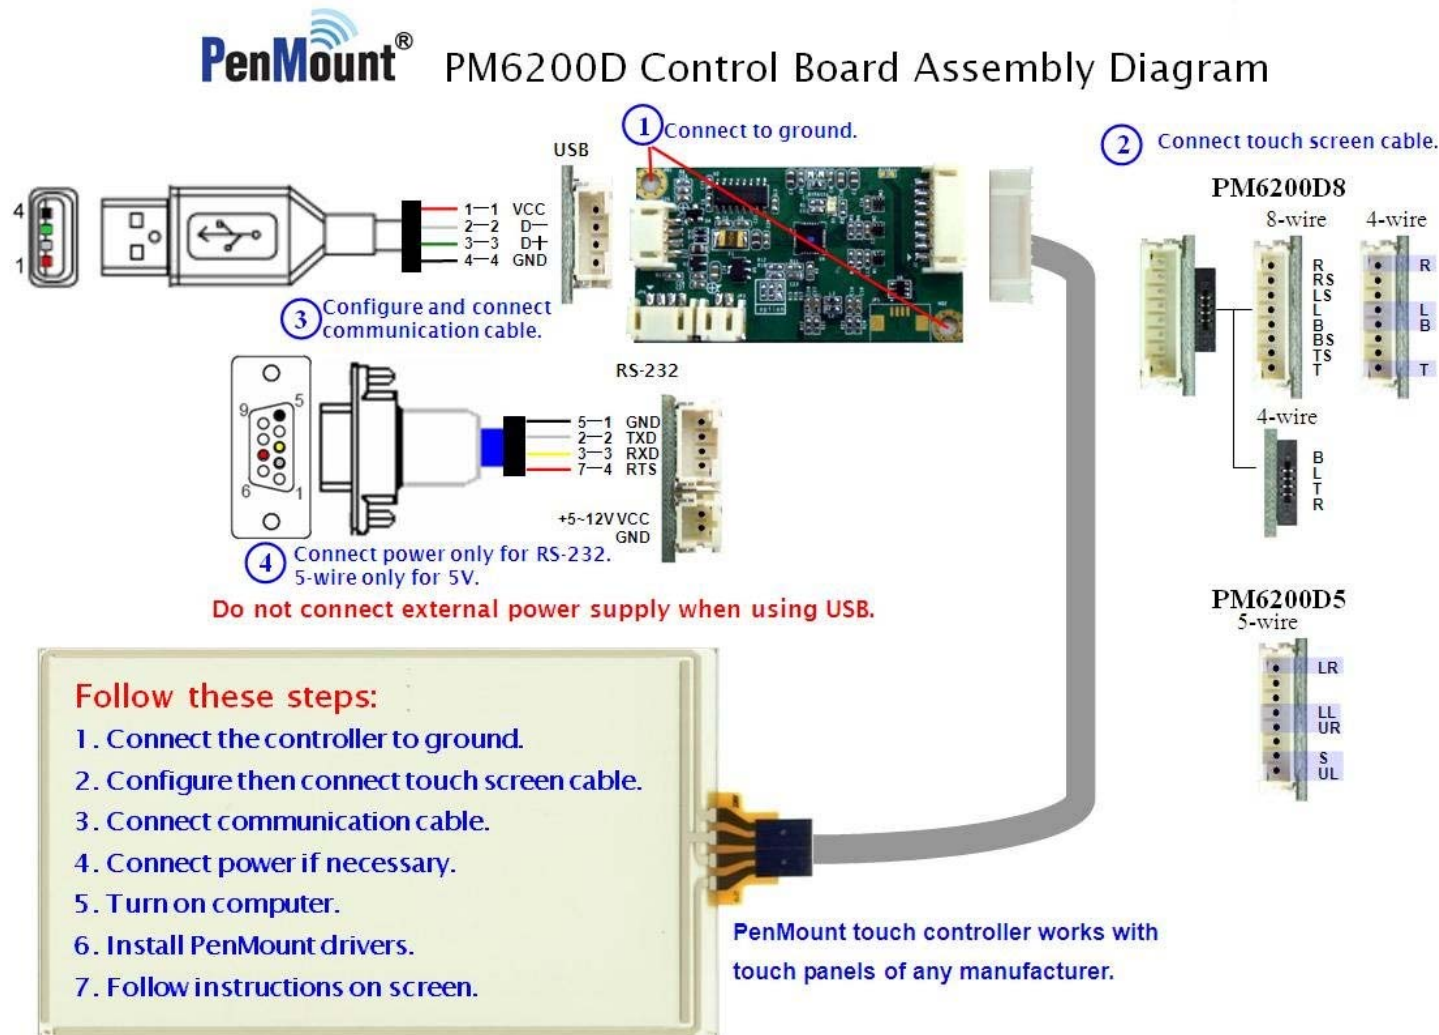 PenMount®
PM6200D Control Board Assembly Diagram
1 Connect to ground.
2 Connect touch screen cable.
USB
4
1
1—1 VCC
2—2 D—
3—3 D+
4—4 GND
3 Configure and connect
communication cable.
RS-232
9
5
6
1
5—1 GND
2—2 TXD
3—3 RXD
7—4 RTS
+5~12V VCC
GND
4 Connect power only for RS-232.
5-wire only for 5V.
Do not connect external power supply when using USB.
PM6200D8
8-wire
R
RS
LS
L
B
BS
TS
T
4-wire
R
L
B
T
4-wire
B
L
T
R
PM6200D5
5-wire
LR
LL
UR
S
UL
Follow these steps:
1. Connect the controller to ground.
2. Configure then connect touch screen cable.
3. Connect communication cable.
4. Connect power if necessary.
5. Turn on computer.
6. Install PenMount drivers.
7. Follow instructions on screen.
PenMount touch controller works with
touch panels of any manufacturer.
option